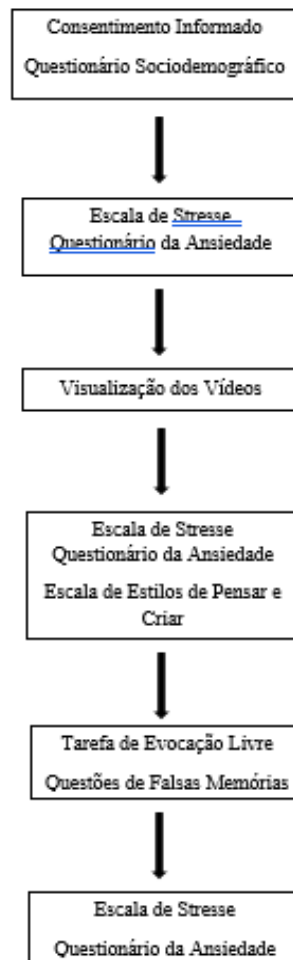 Consentimento Informado
Questionário Sociodemográfico
Escala de Stresse
Questionário da Ansiedade
Visualização dos Vídeos
Escala de Stresse
Questionário da Ansiedade
Escala de Estilos de Pensar e
Criar
Tarefa de Evocação Livre
Questões de Falsas Memórias
Escala de Stresse
Questionário da Ansiedade